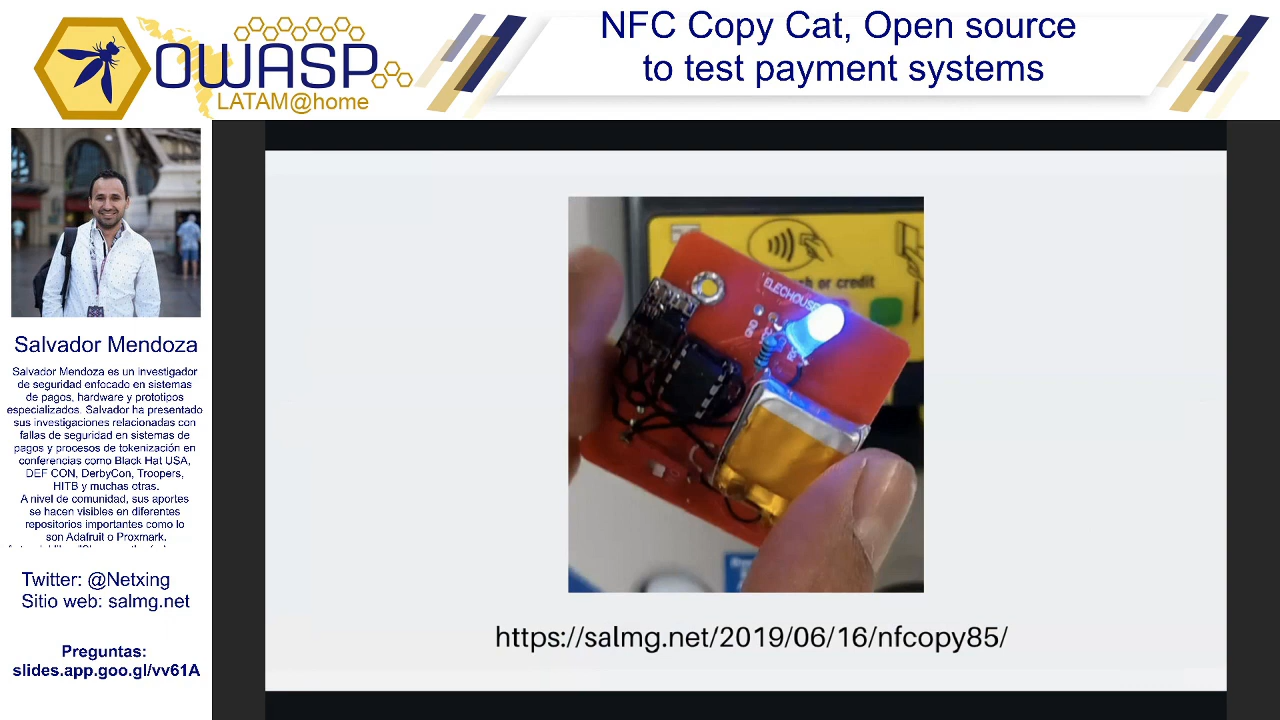 OWASP
LATAM@home
NFC Copy Cat, Open source
to test payment systems
Salvador Mendoza
Salvador Mendoza es un investigador
de seguridad enfocado en sistemas
de pagos, hardware y prototipos
especializados. Salvador ha presentado
sus investigaciones relacionadas con
fallas de seguridad en sistemas de
pagos y procesos de tokenización en
conferencias como Black Hat USA,
DEF CON, DerbyCon, Troopers,
HITB y muchas otras.
A nivel de comunidad, sus aportes
se hacen visibles en diferentes
repositorios importantes como lo
son Adafruit o Proxmark.
Twitter: @Netxing
Sitio web: salmg.net
Preguntas:
slides.app.goo.gl/vv61A
or credit
ELECHOUSE
GND
https://salmg.net/2019/06/16/nfcopy85/